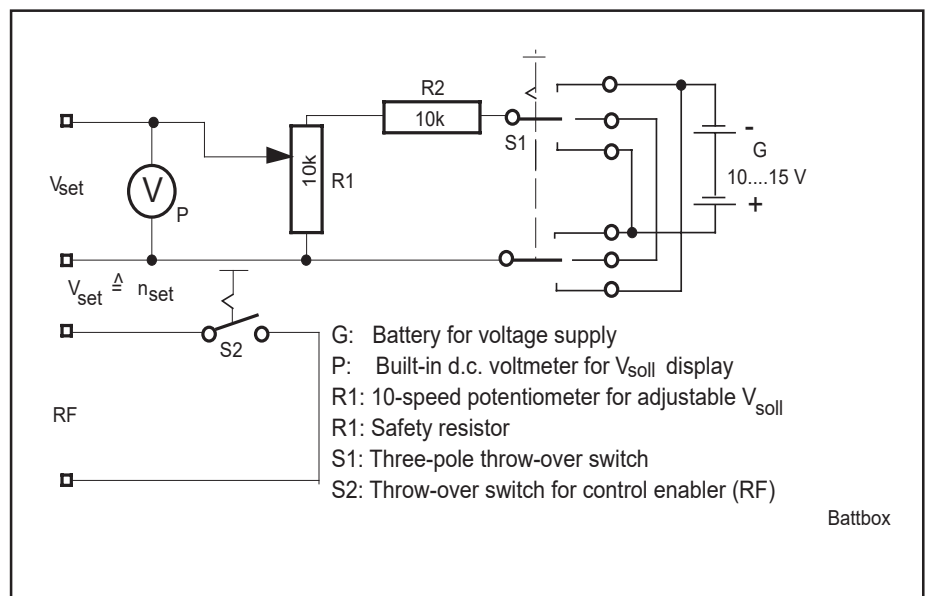 R2
10k
S1
-
G
10....15 V
+
10k
R1
V
P
Vset
Vset ≙ nset
S2
RF
G: Battery for voltage supply
P: Built-in d.c. voltmeter for Vsoll display
R1: 10-speed potentiometer for adjustable Vsoll
R1: Safety resistor
S1: Three-pole throw-over switch
S2: Throw-over switch for control enabler (RF)
Battbox